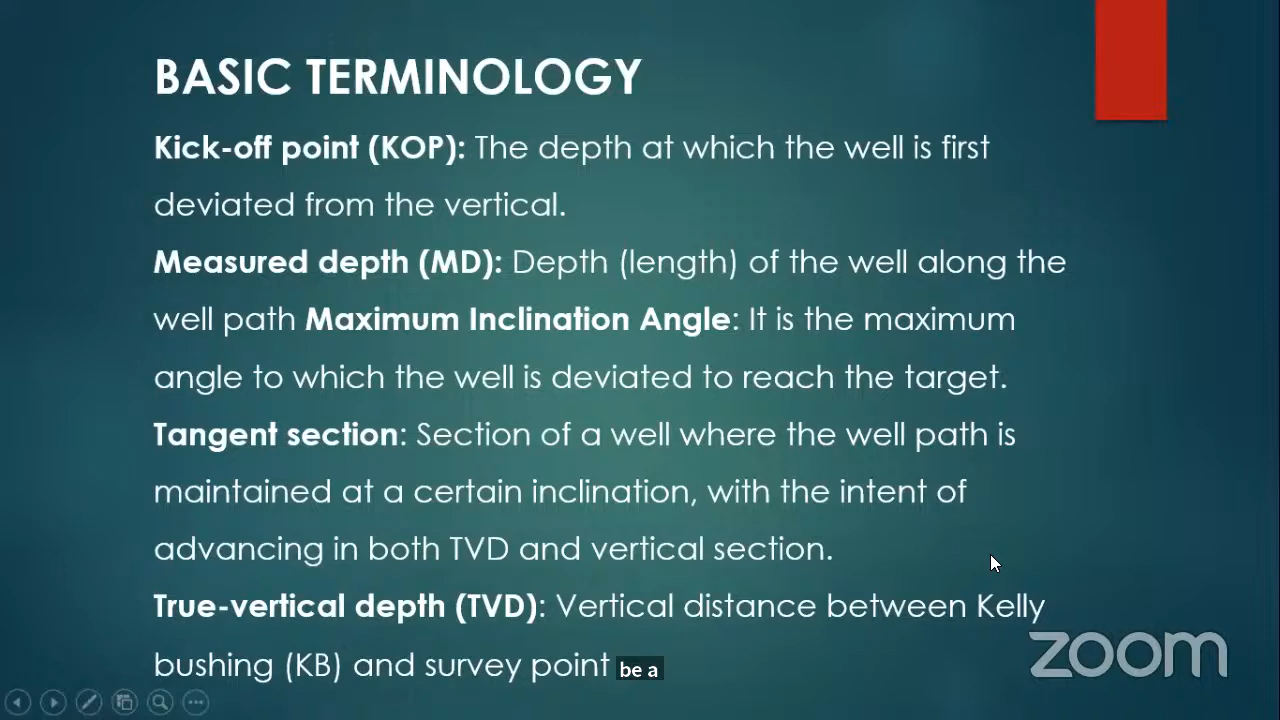 BASIC TERMINOLOGY
Kick-off point (KOP): The depth at which the well is first
deviated from the vertical.
Measured depth (MD): Depth (length) of the well along the
well path Maximum Inclination Angle: It is the maximum
angle to which the well is deviated to reach the target.
Tangent section: Section of a well where the well path is
maintained at a certain inclination, with the intent of
advancing in both TVD and vertical section.
True-vertical depth (TVD): Vertical distance between Kelly
bushing (KB) and survey point
be a
zoom